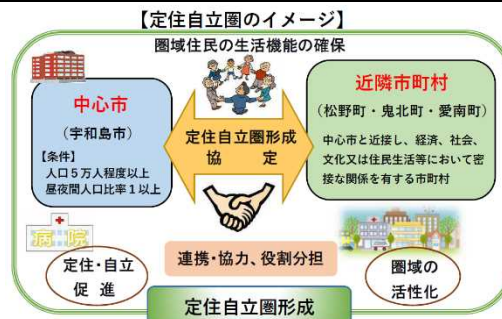 【定住自立圏のイメージ】
圏域住民の生活機能の確保
中心市
(宇和島市)
【条件】
人口5万人程度以上
昼夜間人口比率1以上
定住自立圏形成
協定
近隣市町村
(松野町・鬼北町・愛南町)
中心市と近接し、経済、社会、
文化又は住民生活等において密
接な関係を有する市町村
病院
定住・自立
促進
連携・協力、役割分担
圏域の
活性化
定住自立圏形成